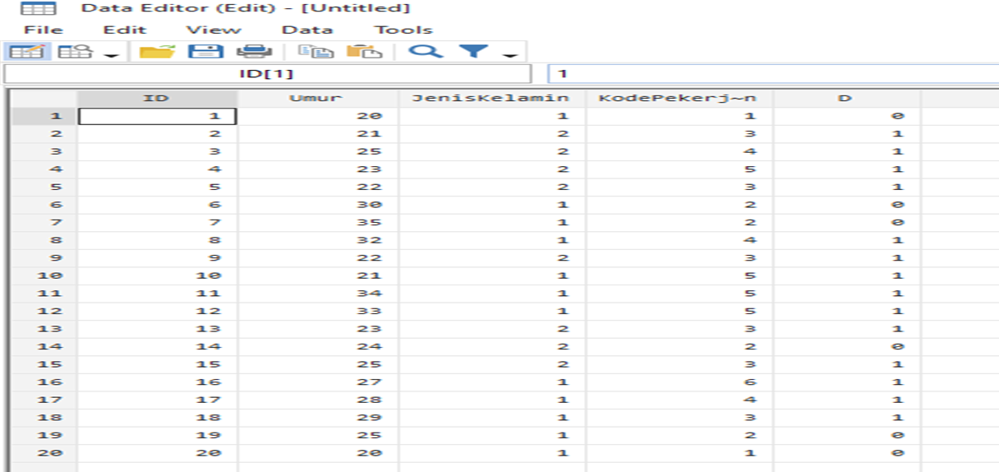 Data Editor (Edit) - [Untitled]
File Edit View Data Tools
ID[1] 1
ID Umur JenisKelamin KodePekerj~n D
1 1 20 1 1 0
2 2 21 2 3 1
3 3 25 2 4 1
4 4 23 2 5 1
5 5 22 2 3 1
6 6 30 1 2 0
7 7 35 1 2 0
8 8 32 1 4 1
9 9 22 2 3 1
10 10 21 1 5 1
11 11 34 1 5 1
12 12 33 1 5 1
13 13 23 2 3 1
14 14 24 2 2 0
15 15 25 2 3 1
16 16 27 1 6 1
17 17 28 1 4 1
18 18 29 1 3 1
19 19 25 1 2 0
20 20 20 1 1 0